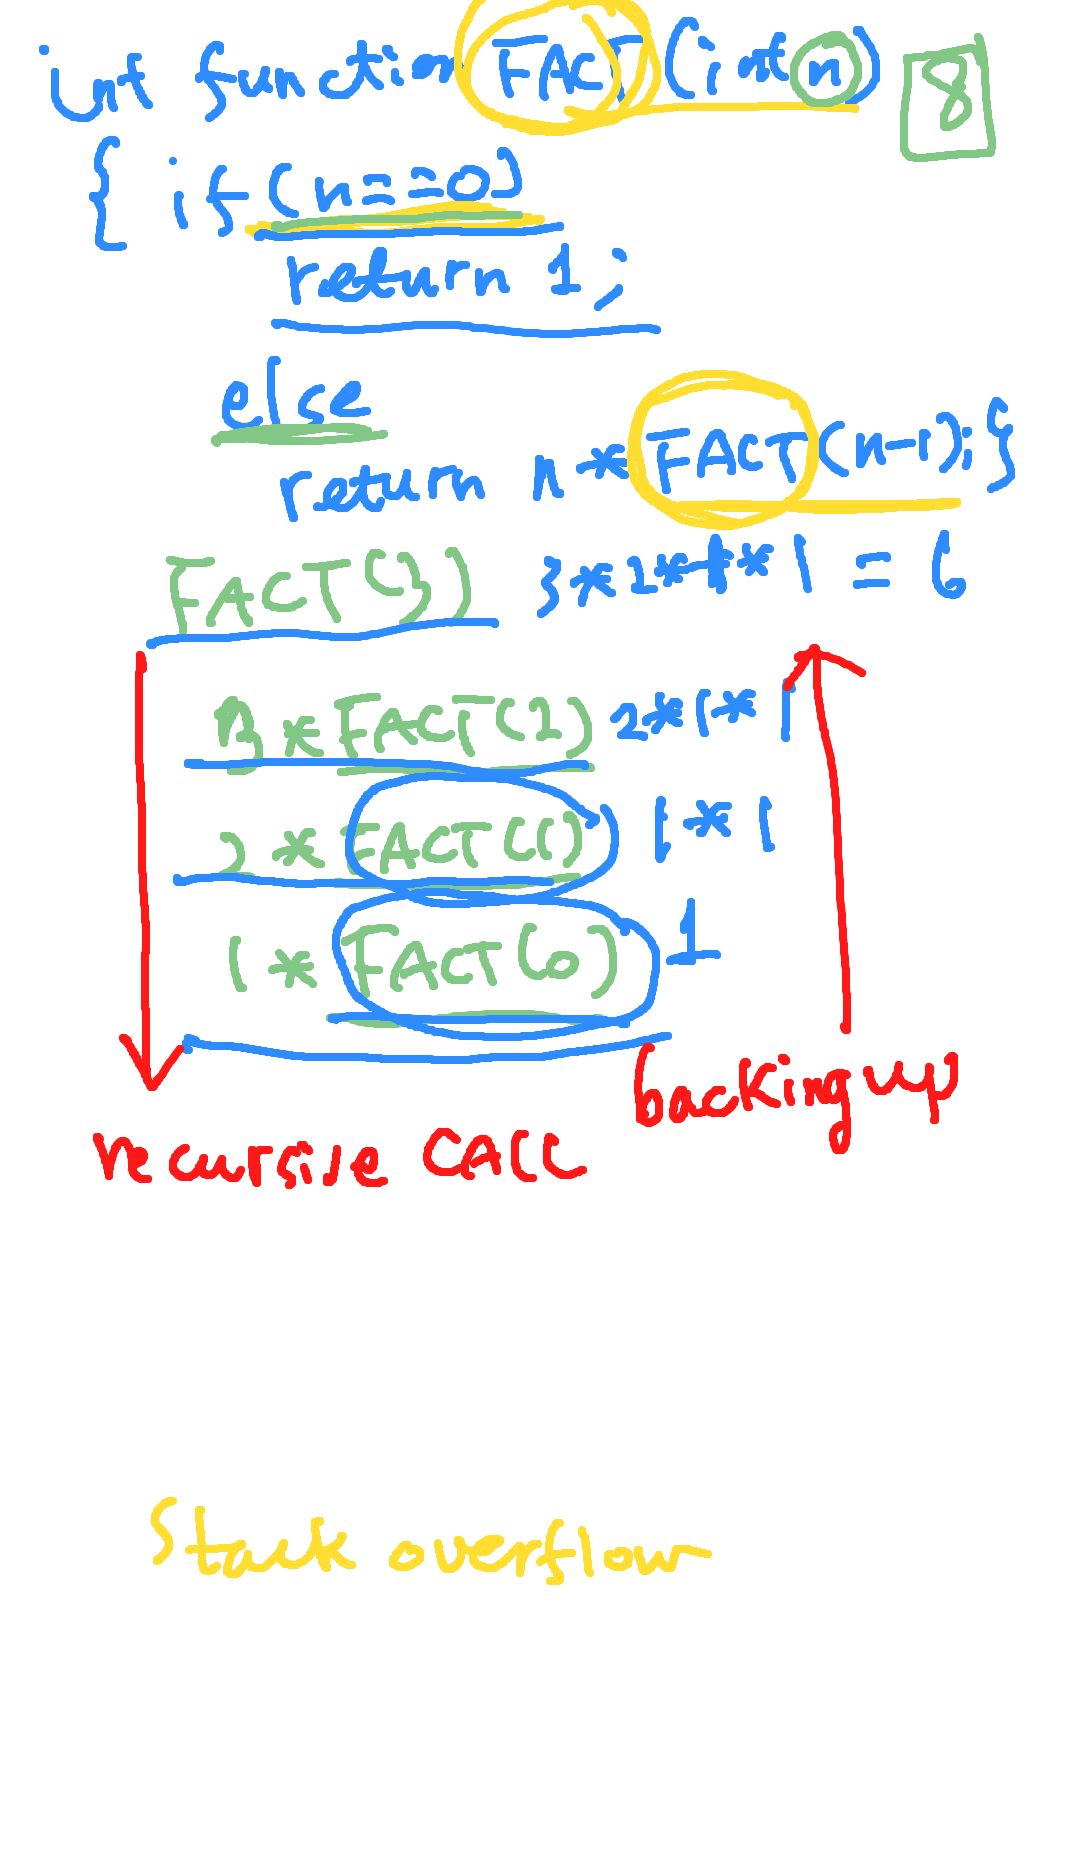 int function FACT(int n) 8
{ if (n==0)
return 1;
else
return n * FACT(n-1);}
FACT(3) 3*2*1*1 = 6
3 * FACT(2) 2*1*1
2 * FACT(1) 1*1
1 * FACT(0) 1
backing up
recursive CALL
Stack overflow